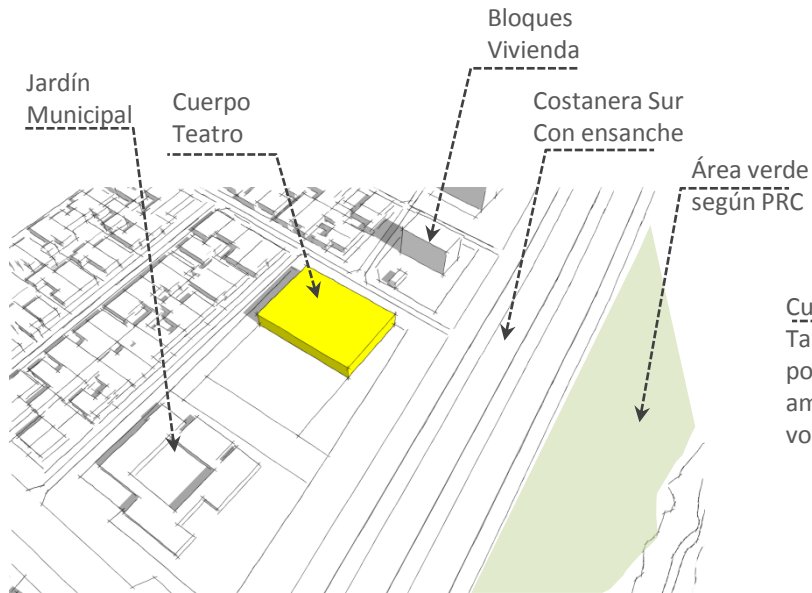 Bloques
Vivienda
Jardín
Municipal
Cuerpo
Teatro
Costanera Sur
Con ensanche
Área verde
según PRC